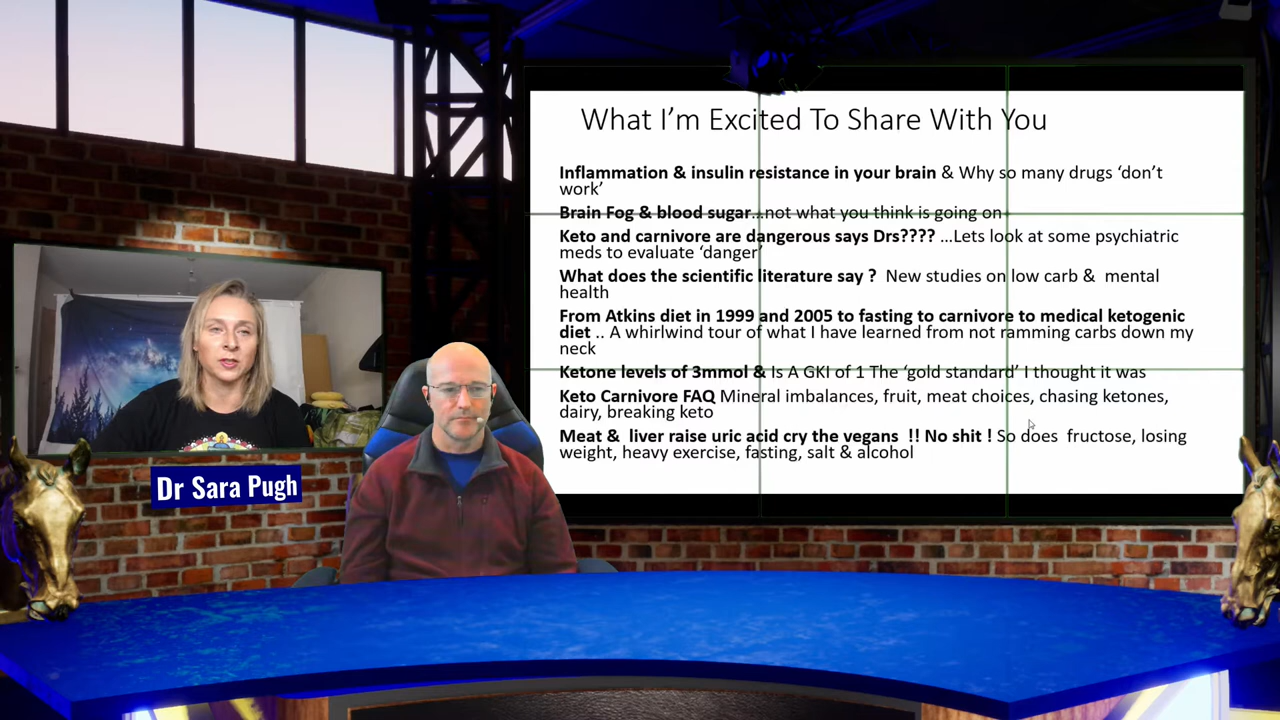 What I'm Excited To Share With You
Inflammation & insulin resistance in your brain & Why so many drugs 'don't
work'
Brain Fog & blood sugar...not what you think is going on
Keto and carnivore are dangerous says Drs???? ...Lets look at some psychiatric
meds to evaluate 'danger'
What does the scientific literature say ? New studies on low carb & mental
health
From Atkins diet in 1999 and 2005 to fasting to carnivore to medical ketogenic
diet .. A whirlwind tour of what I have learned from not ramming carbs down my
neck
Ketone levels of 3mmol & Is A GKI of 1 The 'gold standard' I thought it was
Keto Carnivore FAQ Mineral imbalances, fruit, meat choices, chasing ketones,
dairy, breaking keto
Meat & liver raise uric acid cry the vegans !! No shit ! So does fructose, losing
weight, heavy exercise, fasting, salt & alcohol
Dr Sara Pugh